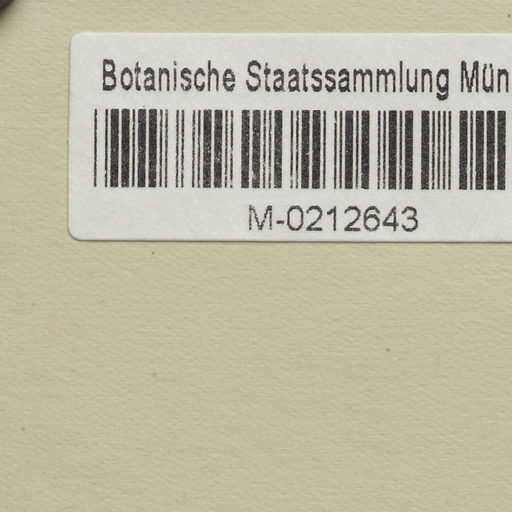 Botanische Staatssammlung Mün
M-0212643